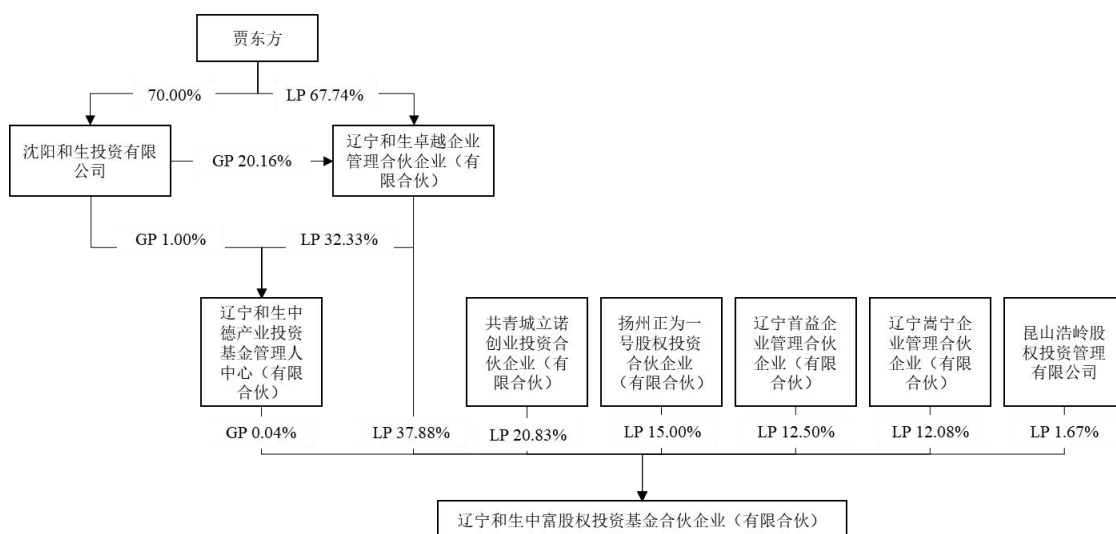 贾东方
70.00%
LP 67.74%
沈阳和生投资有限
公司
GP 20.16%
辽宁和生卓越企业
管理合伙企业（有
限合伙）
GP 1.00%
LP 32.33%
辽宁和生中
德产业投资
基金管理人
中心（有限
合伙）
共青城立诺
创业投资合
伙企业（有
限合伙）
扬州正为一
号股权投资
合伙企业
（有限合伙）
辽宁首益企
业管理合伙
企业（有限
合伙）
辽宁嵩宁企
业管理合伙
企业（有限
合伙）
昆山浩岭股
权投资管理
有限公司
GP 0.04%
LP 37.88%
LP 20.83%
LP 15.00%
LP 12.50%
LP 12.08%
LP 1.67%
辽宁和生中富股权投资基金合伙企业（有限合伙）